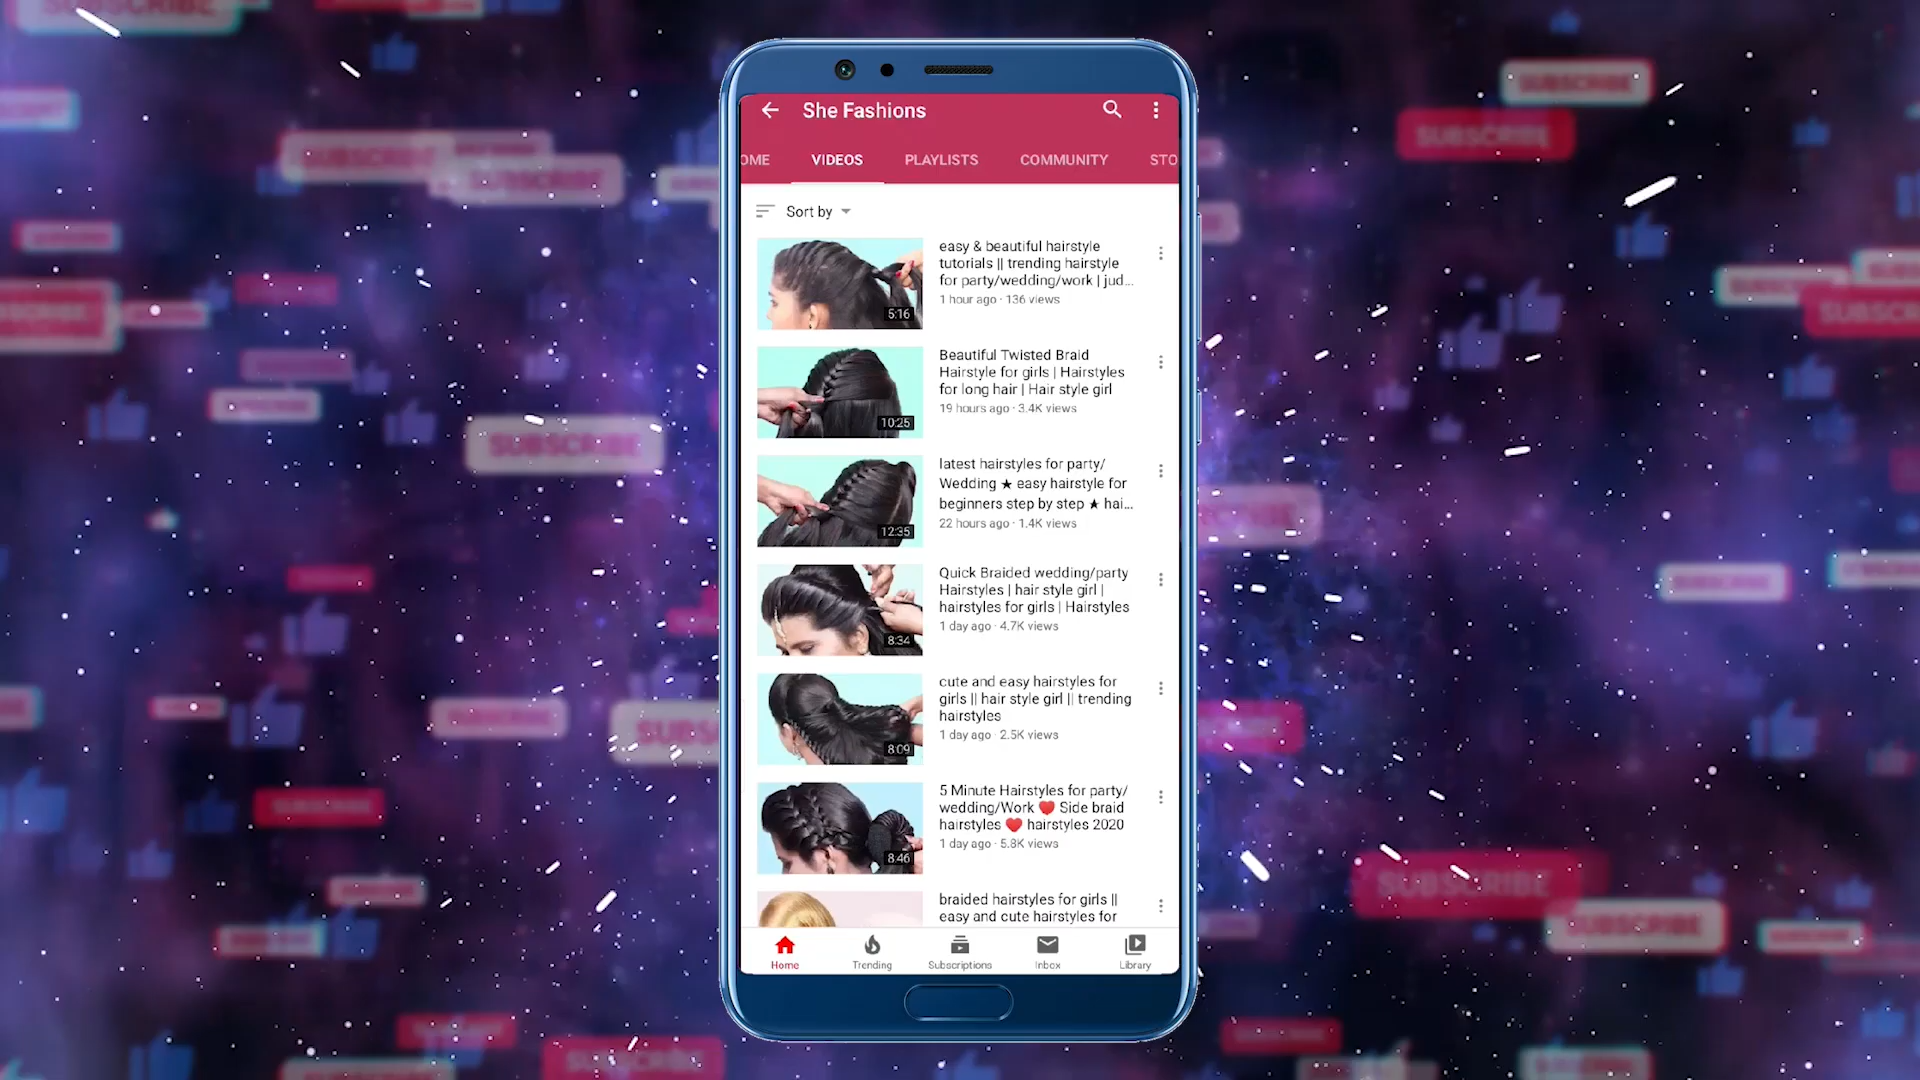 She Fashions
OME VIDEOS PLAYLISTS COMMUNITY STO
Sort by
easy & beautiful hairstyle
tutorials || trending hairstyle
for party/wedding/work | jud...
1 hour ago · 136 views
5:16
Beautiful Twisted Braid
Hairstyle for girls | Hairstyles
for long hair | Hair style girl
19 hours ago · 3.4K views
10:25
latest hairstyles for party/
Wedding ★ easy hairstyle for
beginners step by step ★ hai...
22 hours ago · 1.4K views
12:35
Quick Braided wedding/party
Hairstyles | hair style girl |
hairstyles for girls | Hairstyles
1 day ago · 4.7K views
8:34
cute and easy hairstyles for
girls || hair style girl || trending
hairstyles
1 day ago · 2.5K views
8:09
5 Minute Hairstyles for party/
wedding/Work ♥ Side braid
hairstyles ♥ hairstyles 2020
1 day ago · 5.8K views
8:46
braided hairstyles for girls ||
easy and cute hairstyles for
Home Trending Subscriptions Inbox Library
SUBSCRIBE
SUBSCRIBE
SUBSCRIBE
SUBSCRIBE